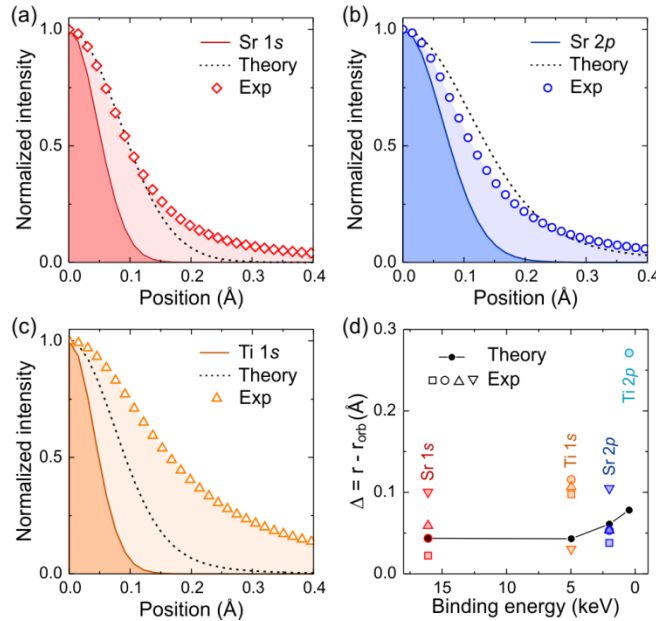 (a)
Sr 1s
Theory
Exp
Normalized intensity
1.0
0.5
0.0
0.0 0.1 0.2 0.3 0.4
Position (Å)
(b)
Sr 2p
Theory
Exp
Normalized intensity
1.0
0.5
0.0
0.0 0.1 0.2 0.3 0.4
Position (Å)
(c)
Ti 1s
Theory
Exp
Normalized intensity
1.0
0.5
0.0
0.0 0.1 0.2 0.3 0.4
Position (Å)
(d)
Theory
Exp
Sr 1s
Ti 1s
Sr 2p
Ti 2p
Δ = r - rorb(Å)
0.3
0.2
0.1
0.0
15 10 5 0
Binding energy (keV)